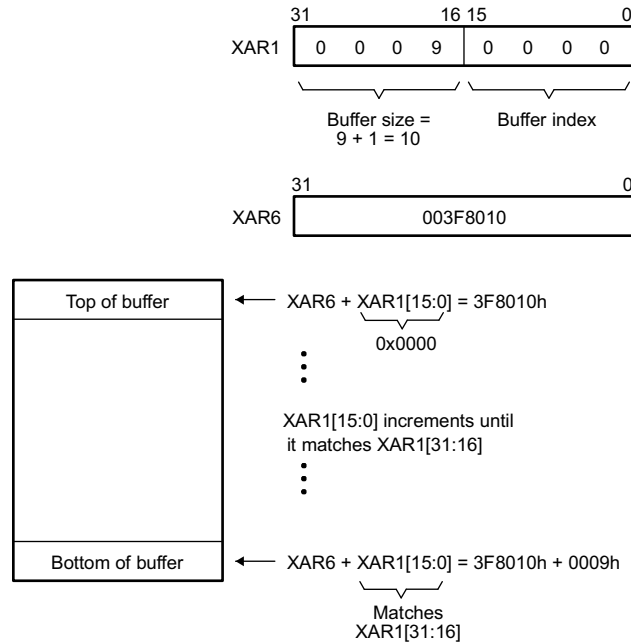 31 16 15 0
XAR1 0 0 0 9 0 0 0 0
Buffer size = 
9 + 1 = 10
Buffer index
31 0
XAR6 003F8010
Top of buffer XAR6 + XAR1[15:0] = 3F8010h
0x0000
XAR1[15:0] increments until
it matches XAR1[31:16]
Bottom of buffer XAR6 + XAR1[15:0] = 3F8010h + 0009h
Matches
XAR1[31:16]